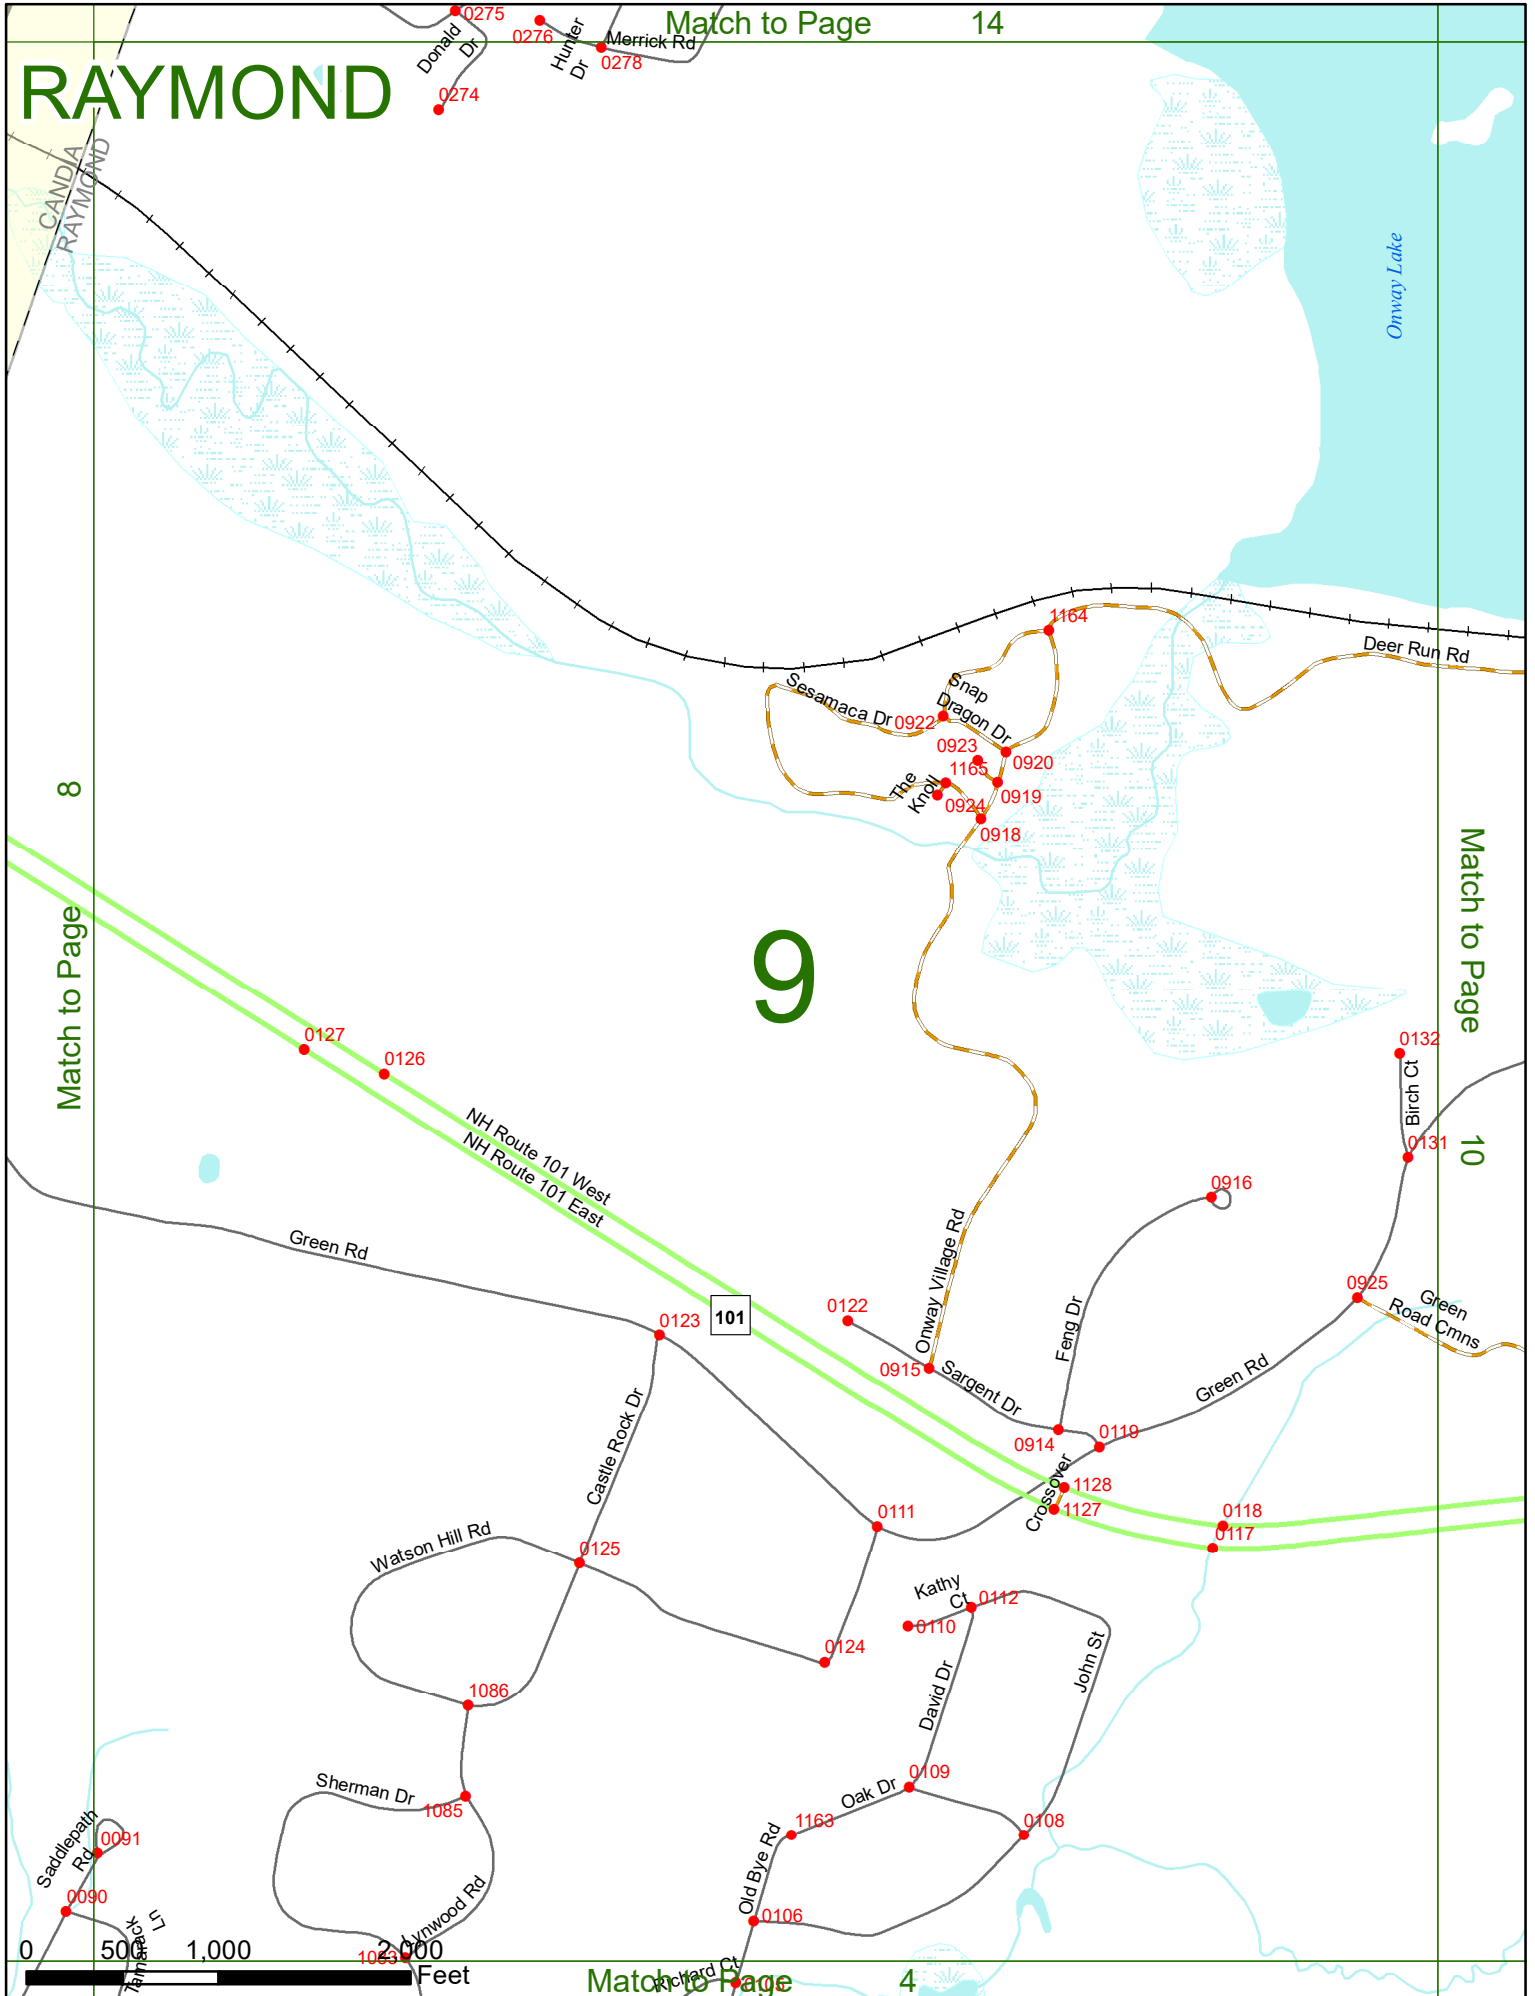 Match to Page 14
0275
0276
Hunter
Dr
Merrick Rd
0278
Donald
Dr
0274
RAYMOND
CANDIA
RAYMOND
Onway Lake
1164
Deer Run Rd
Snap
Dragon Dr
Sesamaca Dr
0922
0923
0920
1165
0919
The
Knoll
0924
0918
8
Match to Page
Match to Page
10
9
0127
0126
0132
Birch Ct
0131
NH Route 101 West
NH Route 101 East
0916
Green Rd
Onway Village Rd
0925
Green
Road Cmns
0122
0123
101
Feng Dr
0915
Sargent Dr
Green Rd
Castle Rock Dr
0914
0119
Crossover
1128
1127
0118
0117
0111
Watson Hill Rd
0125
Kathy
Ct
0112
0110
0124
John St
David Dr
1086
Sherman Dr
1085
Oak Dr
0109
1163
0108
Saddlepath
Rd
0091
Old Bye Rd
Lynwood Rd
0090
0106
Tamarack
Ln
1083
0 500 1,000 2,000
Feet
Richard Ct
0105
Match to Page 4